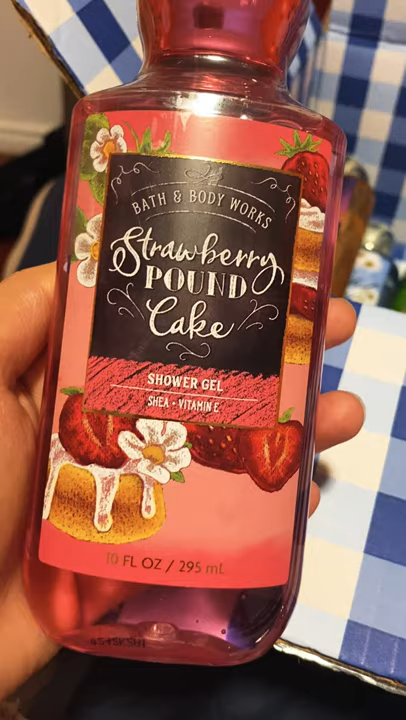 BATH & BODY WORKS
Strawberry
POUND
Cake
SHOWER GEL
SHEA • VITAMIN E
10 FL OZ / 295 mL